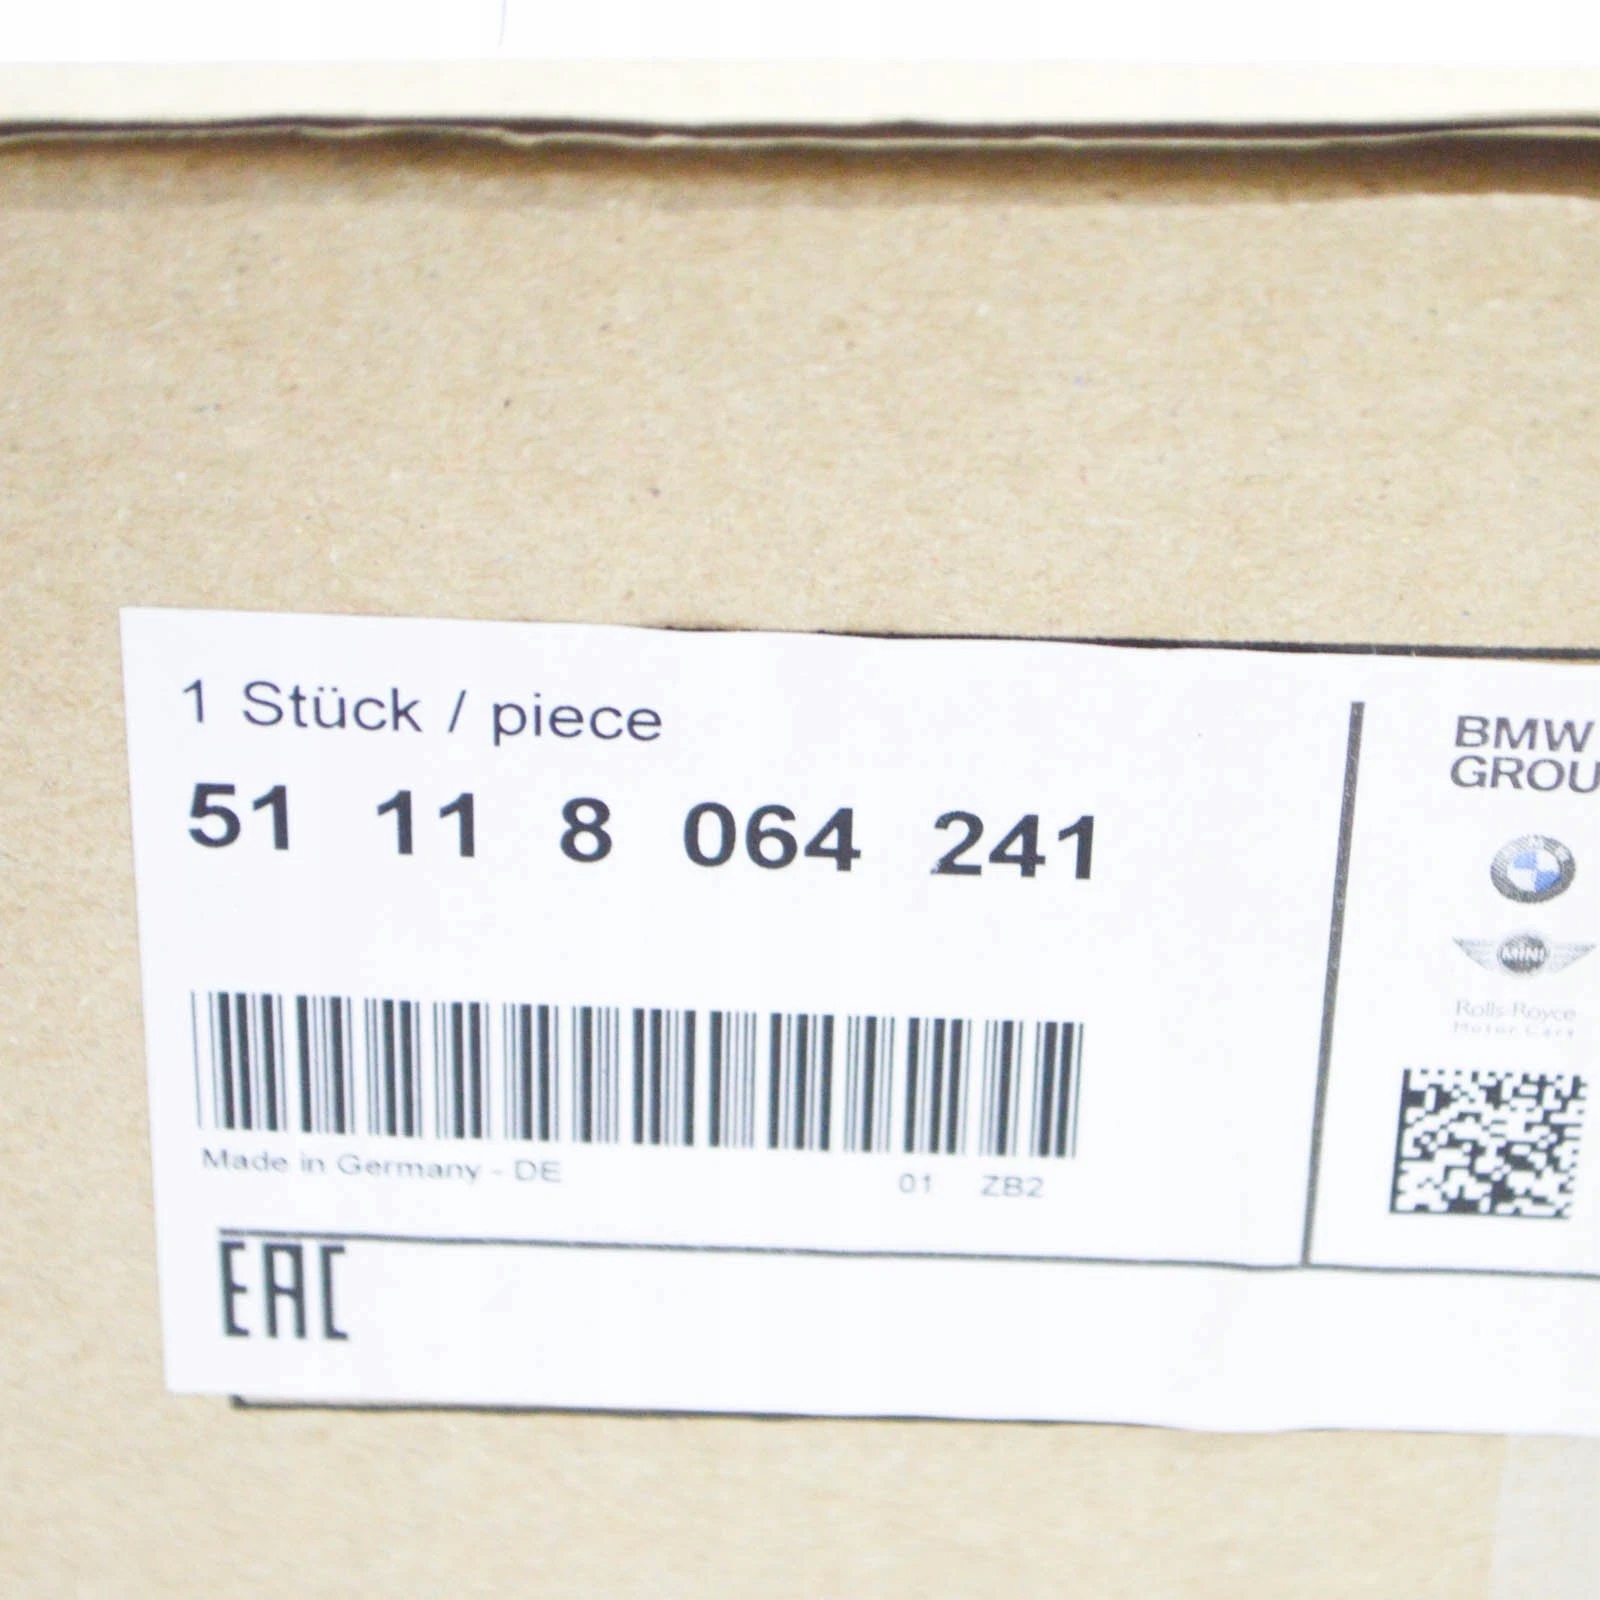 1 Stück / piece
51 11 8 064 241
Made in Germany - DE
01 ZB2
EAC
BMW
GROU
MINI
Rolls-Royce
Motor Cars